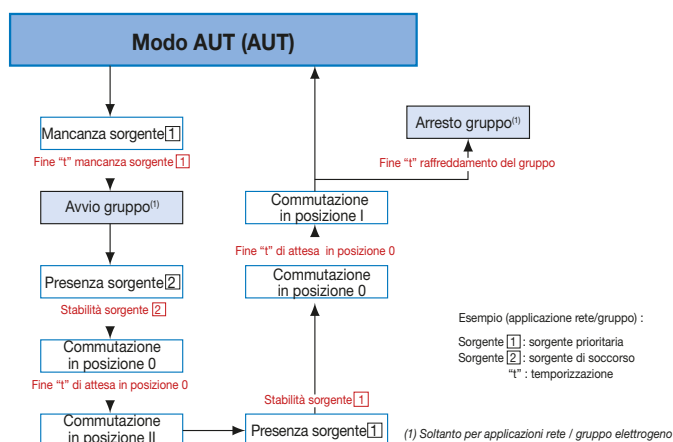 Modo AUT (AUT)
Mancanza sorgente 1
Fine “t” mancanza sorgente 1
Avvio gruppo(1)
Presenza sorgente 2
Stabilità sorgente 2
Commutazione
in posizione 0
Fine “t” di attesa in posizione 0
Commutazione
in posizione II
Presenza sorgente 1
Stabilità sorgente 1
Commutazione
in posizione 0
Fine “t” di attesa in posizione 0
Commutazione
in posizione I
Fine “t” raffreddamento del gruppo
Arresto gruppo(1)
Esempio (applicazione rete/gruppo) :
Sorgente 1 : sorgente prioritaria
Sorgente 2 : sorgente di soccorso
“t” : temporizzazione
(1) Soltanto per applicazioni rete / gruppo elettrogeno